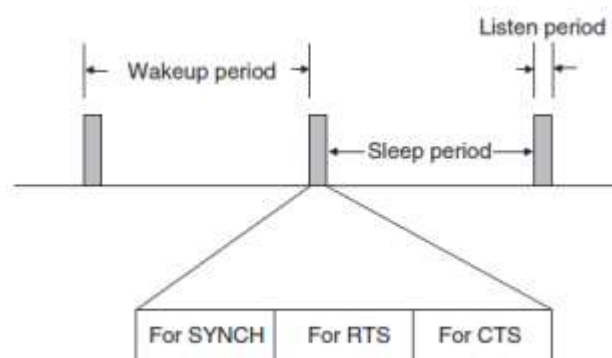 Listen period
Wakeup period
Sleep period
For SYNCH
For RTS
For CTS